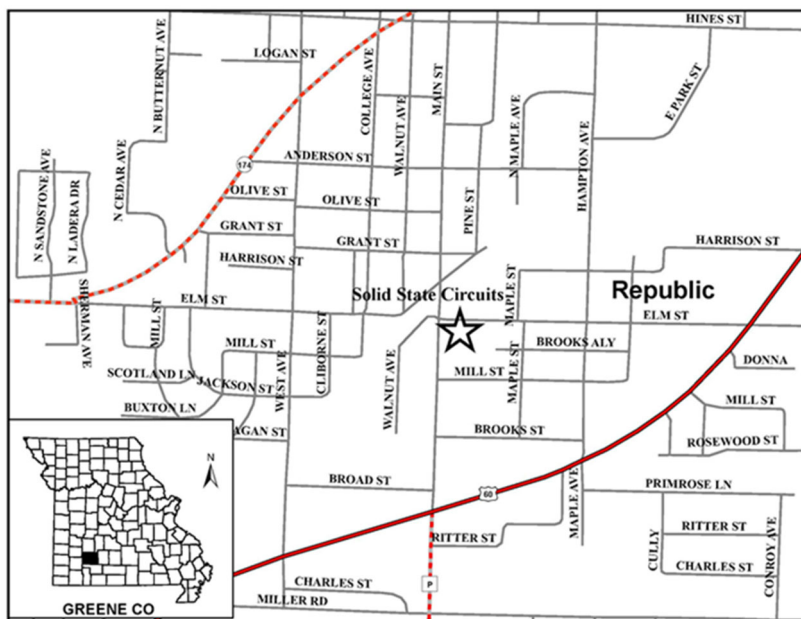 HINES ST
LOGAN ST
N BUTTERNUT AVE
COLLEGE AVE
WALNUT AVE
MAIN ST
N MAPLE AVE
E PARK ST
HAMPTON AVE
N CEDAR AVE
174
ANDERSON ST
N SANDSTONE AVE
N LADERA DR
OLIVE ST
OLIVE ST
PINE ST
GRANT ST
GRANT ST
HARRISON ST
HARRISON ST
SHERMAN AVE
ELM ST
Solid State Circuits
MAPLE ST
Republic
ELM ST
MILL ST
MILL ST
CLIBORNE ST
WALNUT AVE
MAPLE ST
BROOKS ALY
DONNA
SCOTLAND LN
JACKSON ST
WEST AVE
MILL ST
MILL ST
BUXTON LN
AGAN ST
BROOKS ST
ROSEWOOD ST
N
BROAD ST
60
MAPLE AVE
PRIMROSE LN
RITTER ST
CULLY
RITTER ST
CONROY AVE
CHARLES ST
P
CHARLES ST
GREENE CO
MILLER RD